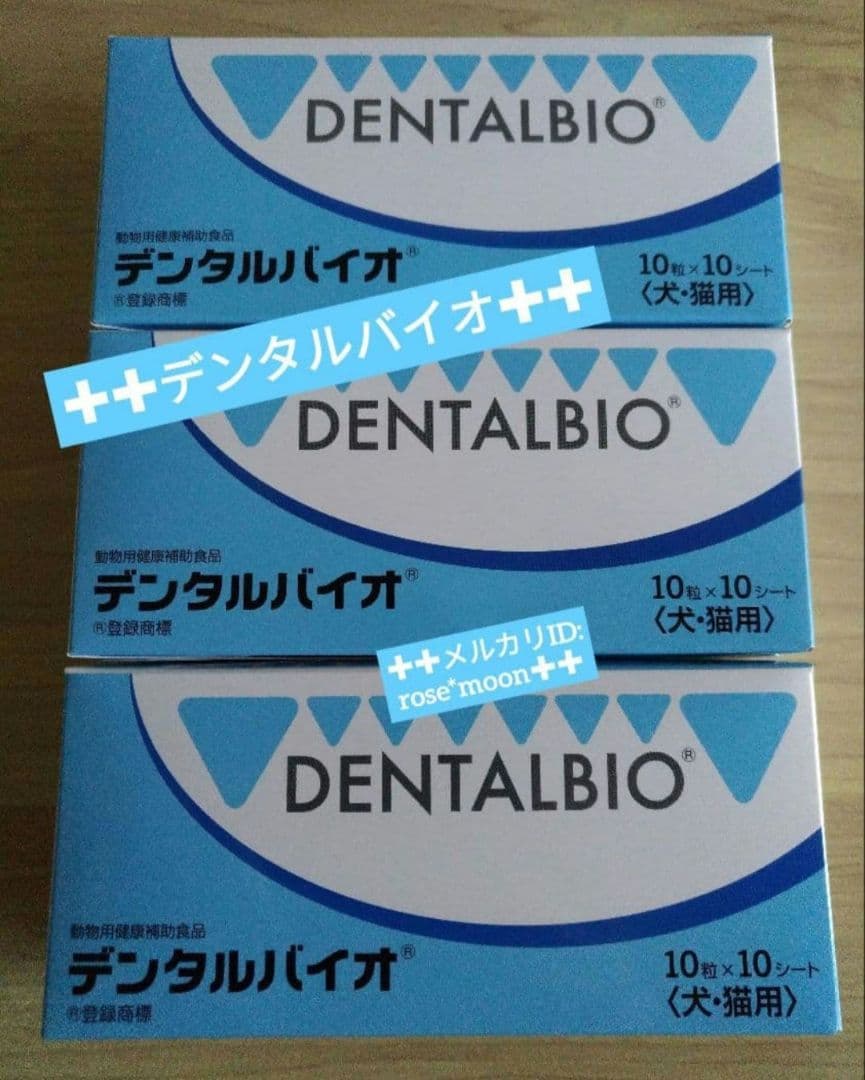 DENTALBIO®
動物用健康補助食品
デンタルバイオ®
®登録商標
10粒×10シート
〈犬・猫用〉
✚✚デンタルバイオ✚✚
DENTALBIO®
動物用健康補助食品
デンタルバイオ®
®登録商標
10粒×10シート
〈犬・猫用〉
✚✚メルカリID:
rose*moon✚✚
DENTALBIO®
動物用健康補助食品
デンタルバイオ®
®登録商標
10粒×10シート
〈犬・猫用〉